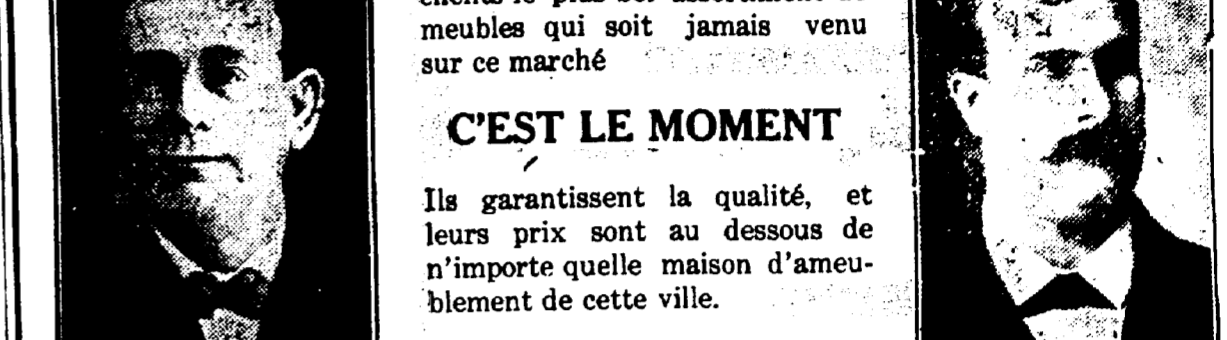 meubles qui soit jamais venu
sur ce marché
C'EST LE MOMENT
Ils garantissent la qualité, et
leurs prix sont au dessous de
n'importe quelle maison d'ameu-
blement de cette ville.